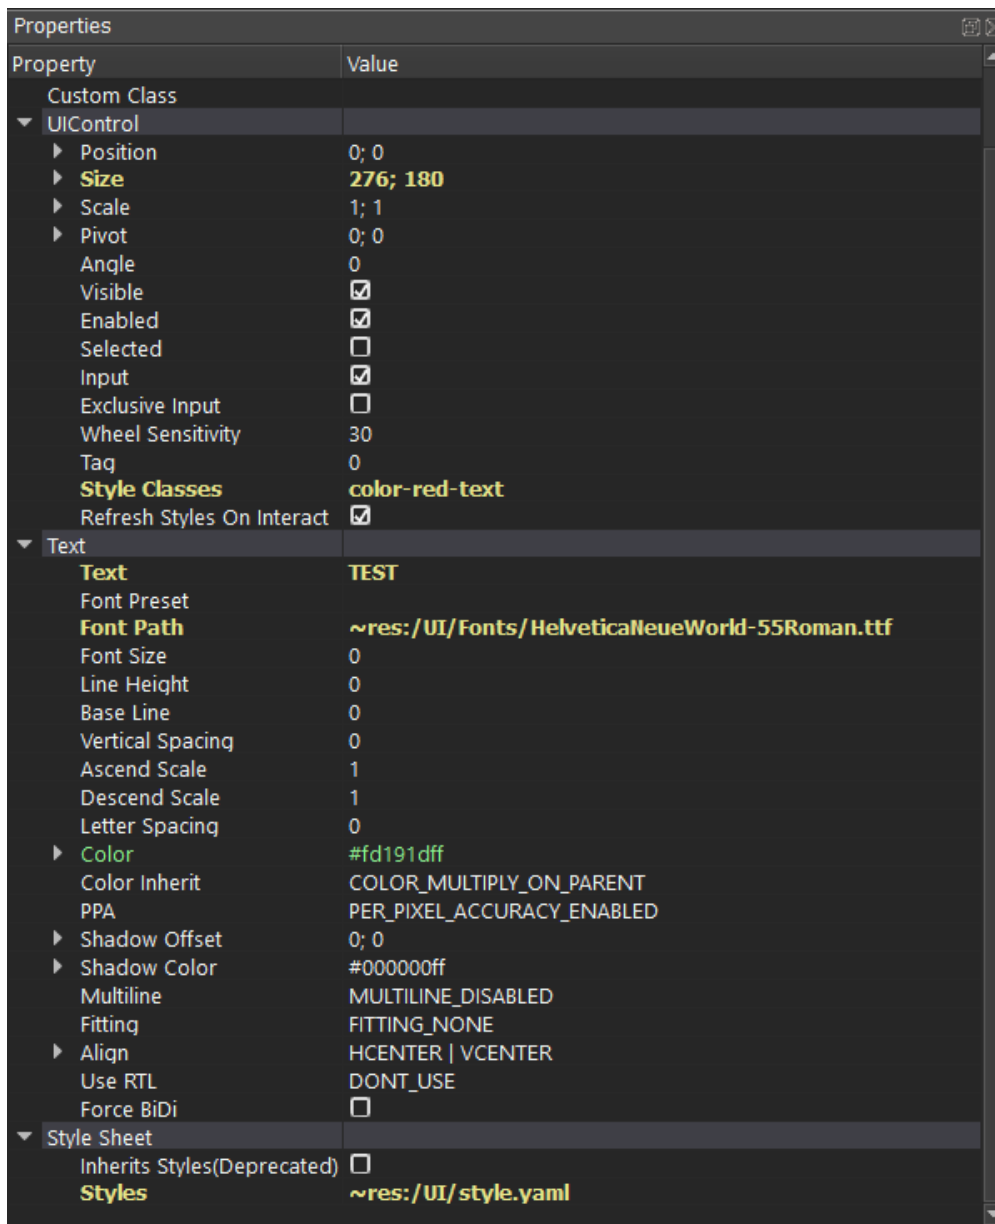 Properties
Property Value
Custom Class
UIControl
Position 0; 0
Size 276; 180
Scale 1; 1
Pivot 0; 0
Angle 0
Visible
Enabled
Selected
Input
Exclusive Input
Wheel Sensitivity 30
Tag 0
Style Classes color-red-text
Refresh Styles On Interact
Text
Text TEST
Font Preset
Font Path ~res:/UI/Fonts/HelveticaNeueWorld-55Roman.ttf
Font Size 0
Line Height 0
Base Line 0
Vertical Spacing 0
Ascend Scale 1
Descend Scale 1
Letter Spacing 0
Color #fd191dff
Color Inherit COLOR_MULTIPLY_ON_PARENT
PPA PER_PIXEL_ACCURACY_ENABLED
Shadow Offset 0; 0
Shadow Color #000000ff
Multiline MULTILINE_DISABLED
Fitting FITTING_NONE
Align HCENTER | VCENTER
Use RTL DONT_USE
Force BiDi
Style Sheet
Inherits Styles(Deprecated)
Styles ~res:/UI/style.yaml